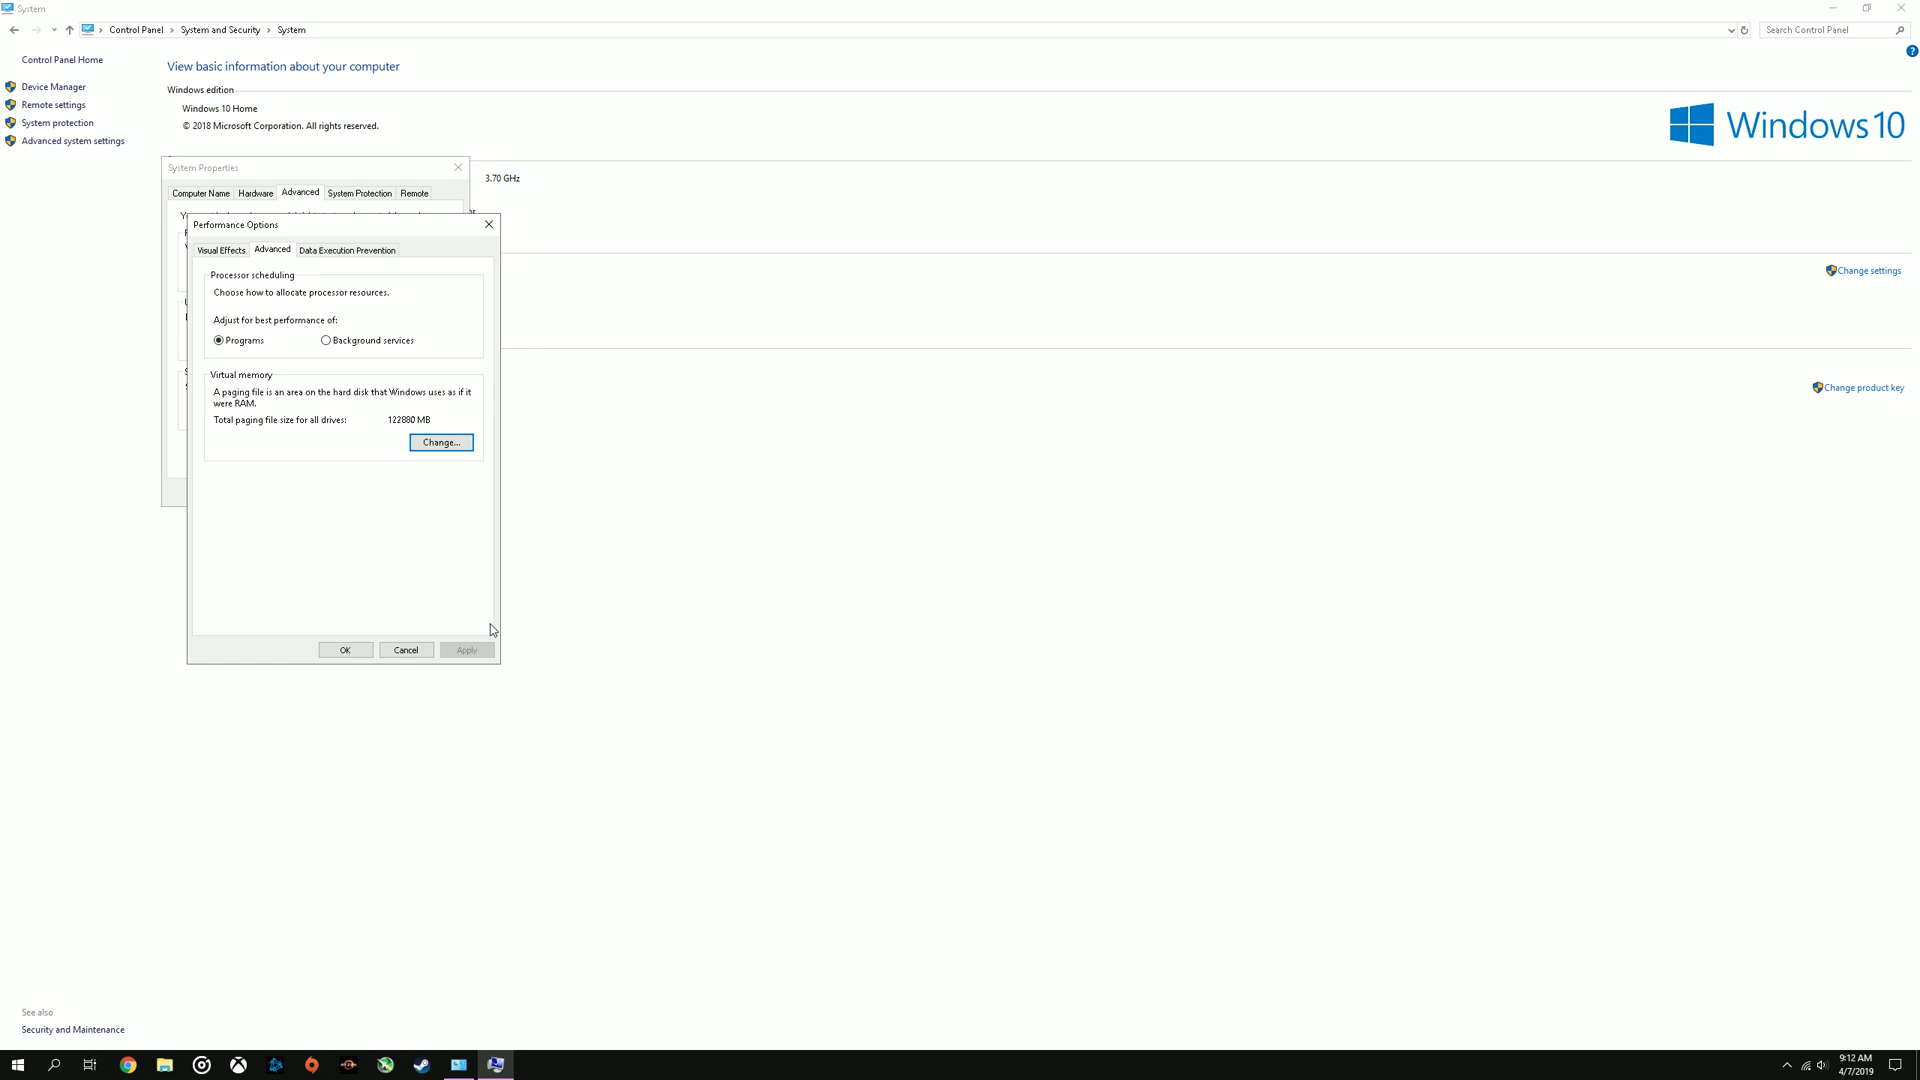 System
Control Panel > System and Security > System
Search Control Panel
Control Panel Home
Device Manager
Remote settings
System protection
Advanced system settings
View basic information about your computer
Windows edition
Windows 10 Home
© 2018 Microsoft Corporation. All rights reserved.
Windows 10
3.70 GHz
Change settings
Change product key
System Properties
Computer Name
Hardware
Advanced
System Protection
Remote
Performance Options
Visual Effects
Advanced
Data Execution Prevention
Processor scheduling
Choose how to allocate processor resources.
Adjust for best performance of:
Programs
Background services
Virtual memory
A paging file is an area on the hard disk that Windows uses as if it
were RAM.
Total paging file size for all drives: 122880 MB
Change...
OK
Cancel
Apply
See also
Security and Maintenance
9:12 AM
4/7/2019